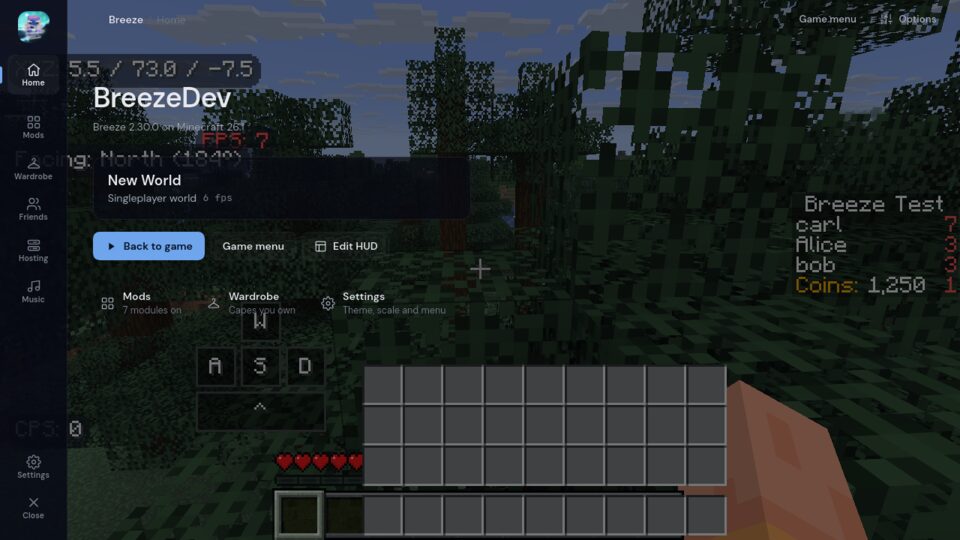 Breeze Home
Game menu
Options
5.5 / 73.0 / -7.5
Home
BreezeDev
Breeze 2.30.0 on Minecraft 26.1
FPS: 7
Mods
Facing: North (1849)
Wardrobe
New World
Singleplayer world 6 fps
Friends
Breeze Test
carl 7
Alice 3
bob 3
Coins: 1,250 1
Hosting
Back to game
Game menu
Edit HUD
Music
Mods
7 modules on
Wardrobe
Capes you own
Settings
Theme, scale and menu
W
A S D
^
CPS: 0
Settings
Close